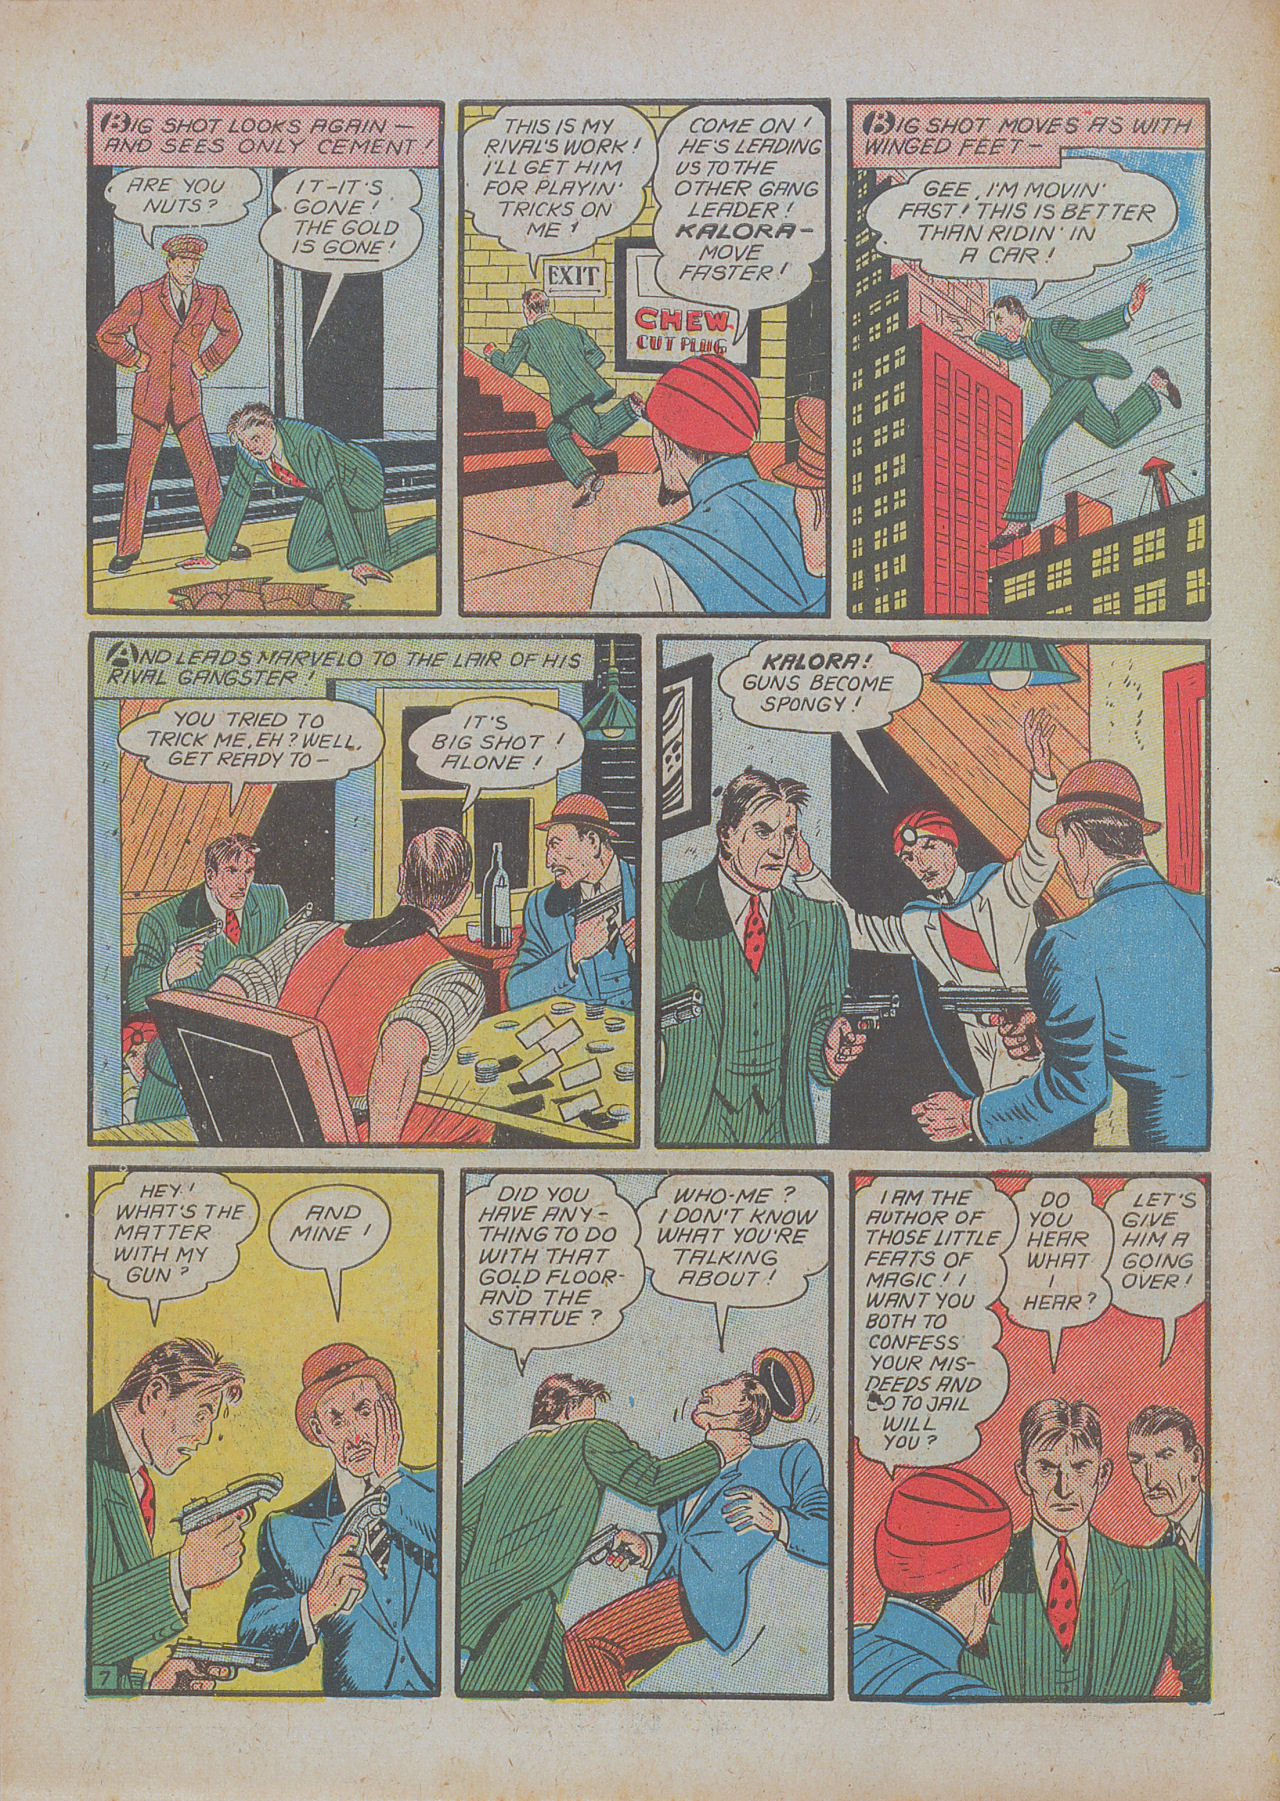 BIG SHOT LOOKS AGAIN —
AND SEES ONLY CEMENT!
ARE YOU
NUTS?
IT-IT'S
GONE!
THE GOLD
IS GONE!
THIS IS MY
RIVAL'S WORK!
I'LL GET HIM
FOR PLAYIN'
TRICKS ON
ME!
COME ON!
HE'S LEADING
US TO THE
OTHER GANG
LEADER!
KALORA—
MOVE
FASTER!
EXIT
CHEW
CUT PLUG
BIG SHOT MOVES AS WITH
WINGED FEET—
GEE, I'M MOVIN'
FAST! THIS IS BETTER
THAN RIDIN' IN
A CAR!
AND LEADS MARVELO TO THE LAIR OF HIS
RIVAL GANGSTER!
YOU TRIED TO
TRICK ME, EH? WELL,
GET READY TO—
IT'S
BIG SHOT!
ALONE!
KALORA!
GUNS BECOME
SPONGY!
HEY!
WHAT'S THE
MATTER
WITH MY
GUN?
AND
MINE!
7
DID YOU
HAVE ANY-
THING TO DO
WITH THAT
GOLD FLOOR-
AND THE
STATUE?
WHO-ME?
I DON'T KNOW
WHAT YOU'RE
TALKING
ABOUT!
I AM THE
AUTHOR OF
THOSE LITTLE
FEATS OF
MAGIC! I
WANT YOU
BOTH TO
CONFESS
YOUR MIS-
DEEDS AND
GO TO JAIL
WILL
YOU?
DO
YOU
HEAR
WHAT
I
HEAR?
LET'S
GIVE
HIM A
GOING
OVER!